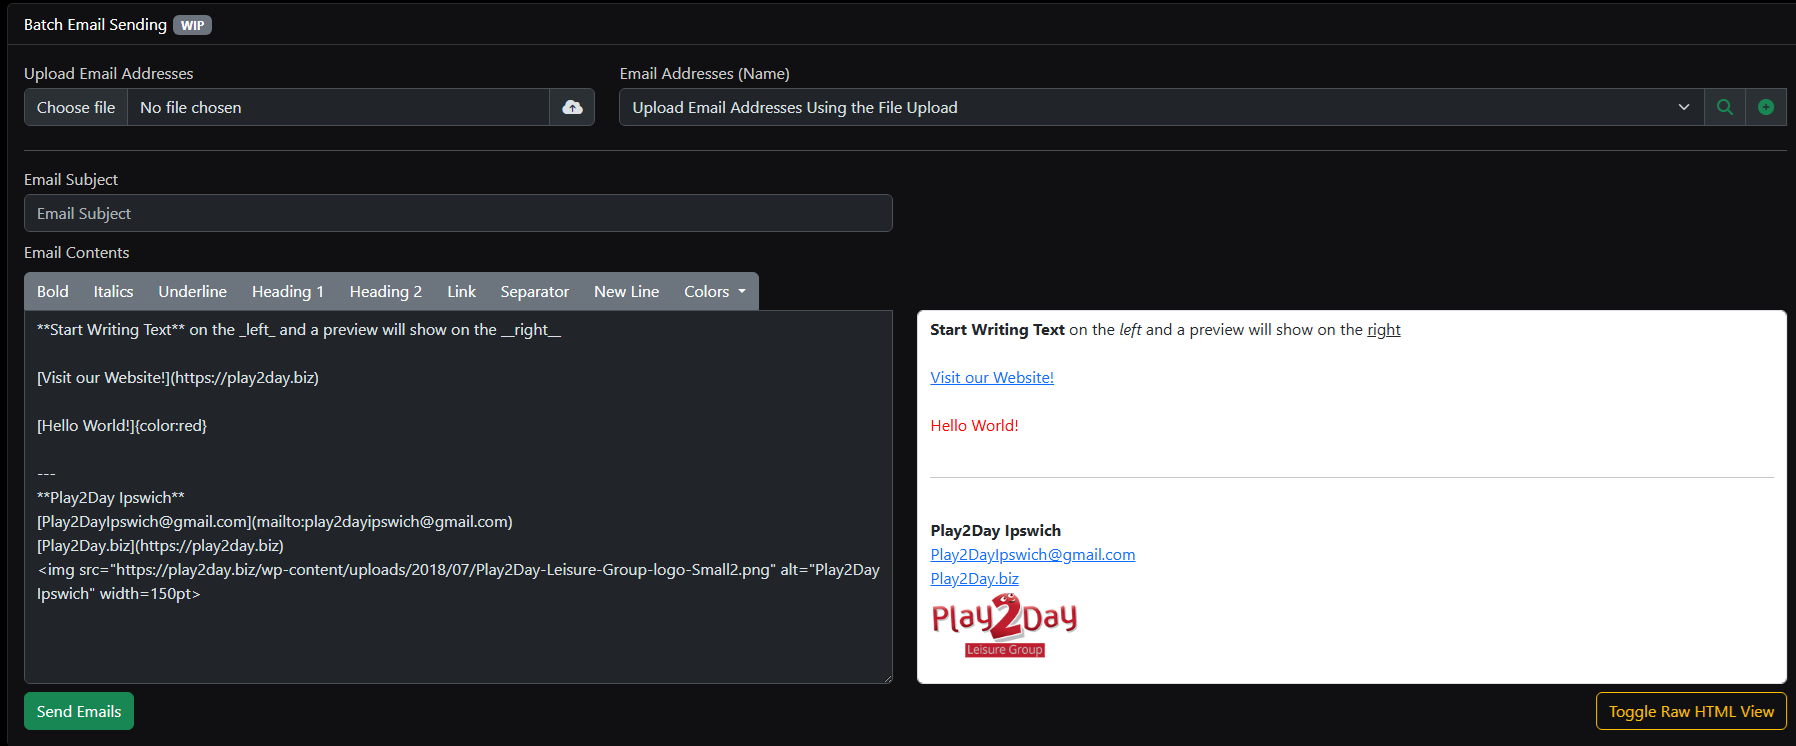 Batch Email Sending WIP
Upload Email Addresses
Choose file No file chosen
Email Addresses (Name)
Upload Email Addresses Using the File Upload
Email Subject
Email Subject
Email Contents
Bold Italics Underline Heading 1 Heading 2 Link Separator New Line Colors
**Start Writing Text** on the _left_ and a preview will show on the __right__
[Visit our Website!](https://play2day.biz)
[Hello World!]{color:red}
---
**Play2Day Ipswich**
[Play2DayIpswich@gmail.com](mailto:play2dayipswich@gmail.com)
[Play2Day.biz](https://play2day.biz)
<img src="https://play2day.biz/wp-content/uploads/2018/07/Play2Day-Leisure-Group-logo-Small2.png" alt="Play2Day
Ipswich" width=150pt>
Start Writing Text on the left and a preview will show on the right
Visit our Website!
Hello World!
Play2Day Ipswich
Play2DayIpswich@gmail.com
Play2Day.biz
Play2Day
Leisure Group
Send Emails
Toggle Raw HTML View